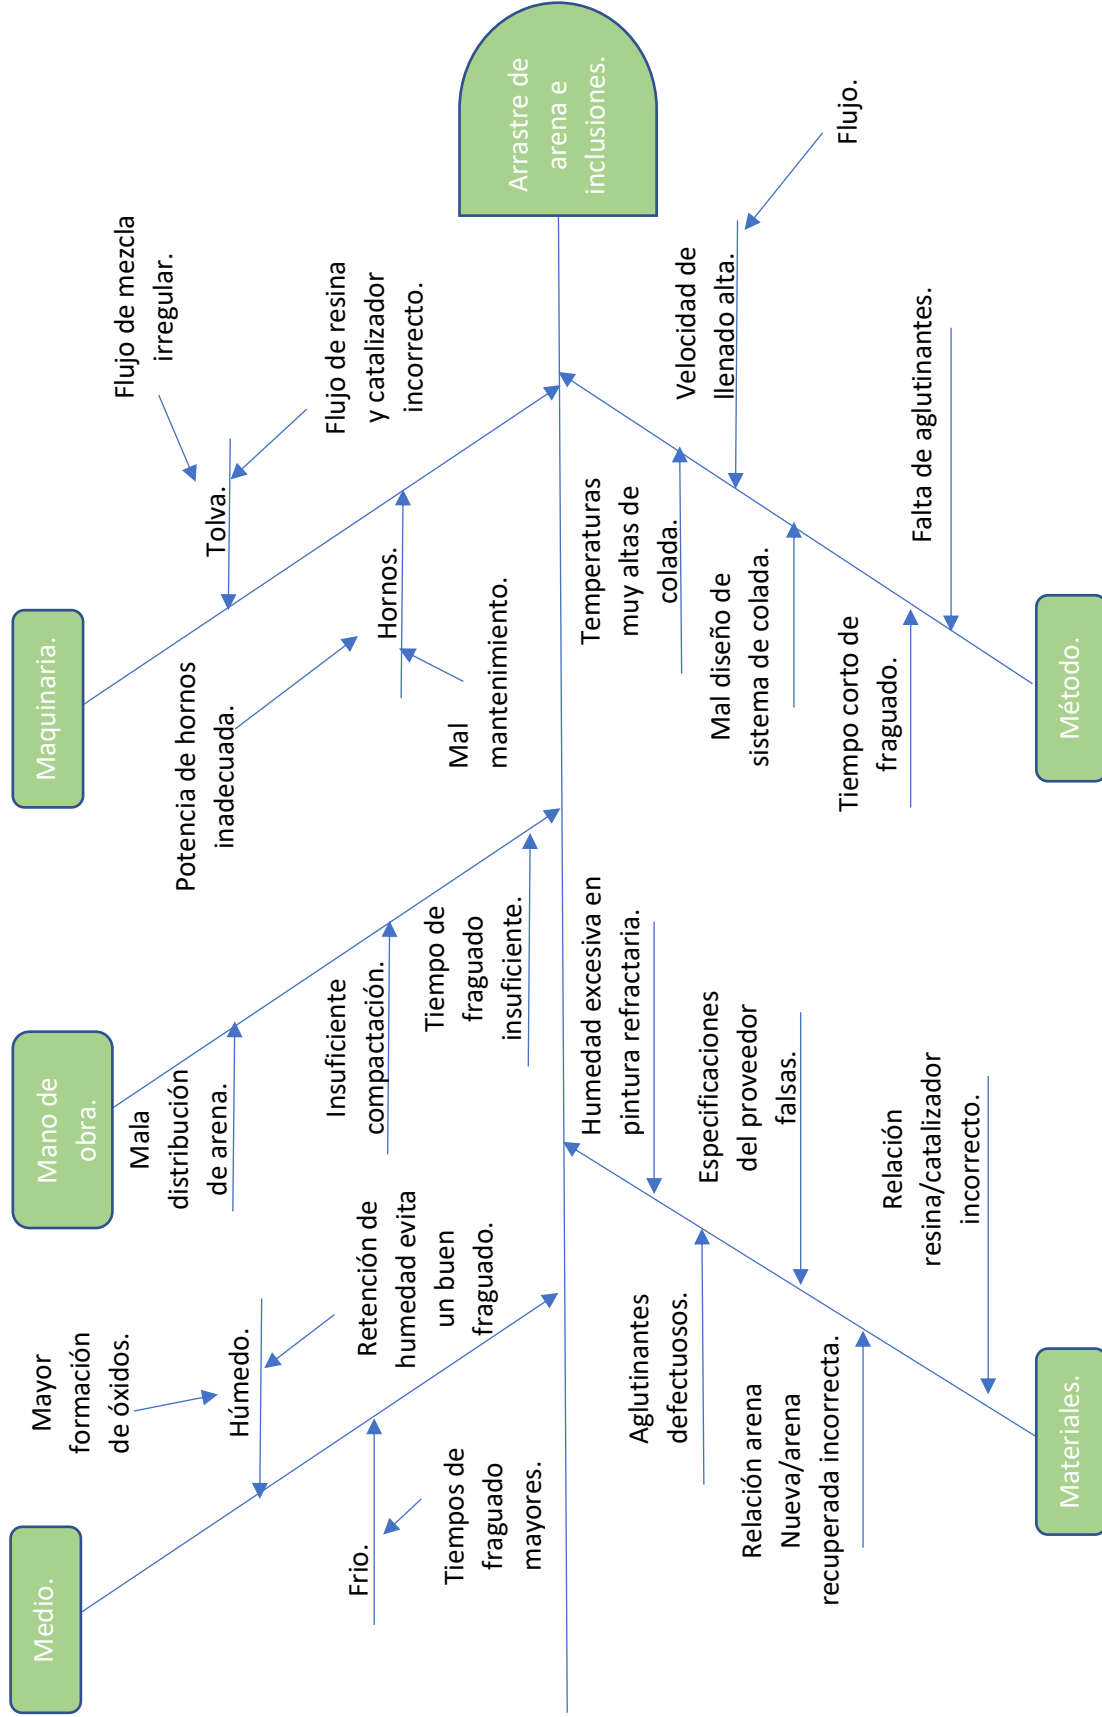 Medio.
Mano de
obra.
Maquinaria.
Mayor
formación
de óxidos.
Húmedo.
Retención de
humedad evita
un buen
fraguado.
Frio.
Tiempos de
fraguado
mayores.
Mala
distribución
de arena.
Insuficiente
compactación.
Tiempo de
fraguado
insuficiente.
Flujo de mezcla
irregular.
Tolva.
Flujo de resina
y catalizador
incorrecto.
Potencia de hornos
inadecuada.
Hornos.
Mal
mantenimiento.
Arrastre de
arena e
inclusiones.
Humedad excesiva en
pintura refractaria.
Aglutinantes
defectuosos.
Especificaciones
del proveedor
falsas.
Relación arena
Nueva/arena
recuperada incorrecta.
Relación
resina/catalizador
incorrecto.
Materiales.
Temperaturas
muy altas de
colada.
Velocidad de
llenado alta.
Flujo.
Mal diseño de
sistema de colada.
Tiempo corto de
fraguado.
Falta de aglutinantes.
Método.